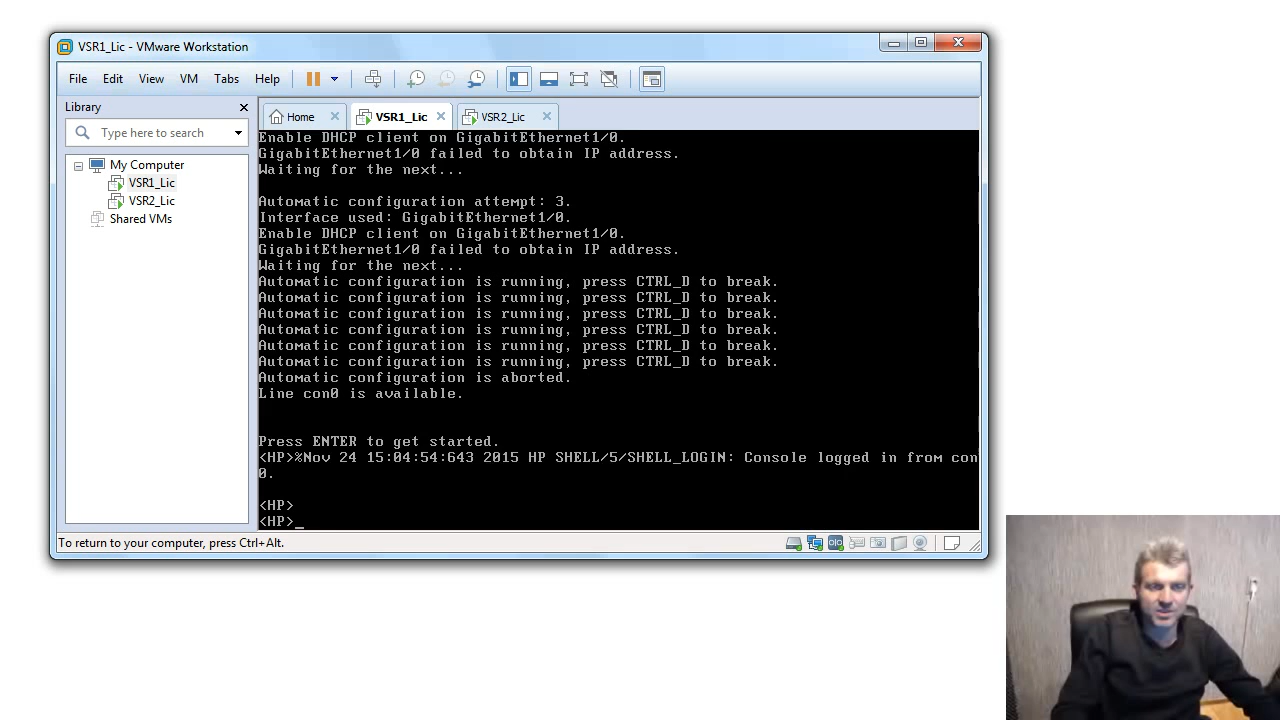 VSR1_Lic - VMware Workstation
File Edit View VM Tabs Help
Library
Type here to search
My Computer
VSR1_Lic
VSR2_Lic
Shared VMs
Home VSR1_Lic VSR2_Lic
Enable DHCP client on GigabitEthernet1/0.
GigabitEthernet1/0 failed to obtain IP address.
Waiting for the next...
Automatic configuration attempt: 3.
Interface used: GigabitEthernet1/0.
Enable DHCP client on GigabitEthernet1/0.
GigabitEthernet1/0 failed to obtain IP address.
Waiting for the next...
Automatic configuration is running, press CTRL_D to break.
Automatic configuration is running, press CTRL_D to break.
Automatic configuration is running, press CTRL_D to break.
Automatic configuration is running, press CTRL_D to break.
Automatic configuration is running, press CTRL_D to break.
Automatic configuration is running, press CTRL_D to break.
Automatic configuration is aborted.
Line con0 is available.
Press ENTER to get started.
<HP>%Nov 24 15:04:54:643 2015 HP SHELL/5/SHELL_LOGIN: Console logged in from con
0.
<HP>
<HP>_
To return to your computer, press Ctrl+Alt.